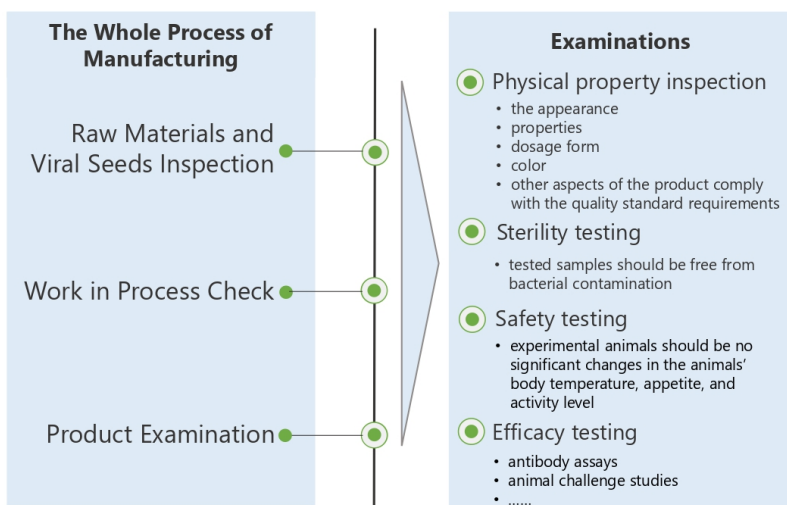 The Whole Process of
Manufacturing
Raw Materials and
Viral Seeds Inspection
Work in Process Check
Product Examination
Examinations
Physical property inspection
• the appearance
• properties
• dosage form
• color
• other aspects of the product comply
with the quality standard requirements
Sterility testing
• tested samples should be free from
bacterial contamination
Safety testing
• experimental animals should be no
significant changes in the animals’
body temperature, appetite, and
activity level
Efficacy testing
• antibody assays
• animal challenge studies
• ......